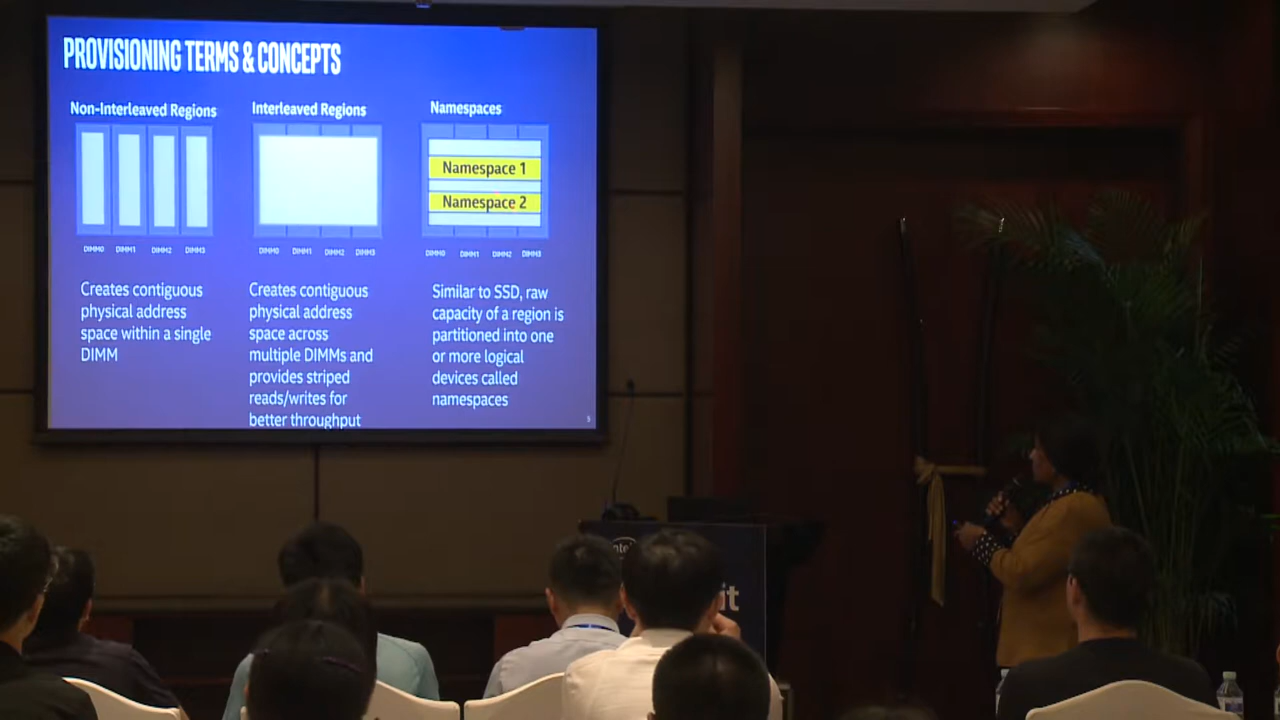 PROVISIONING TERMS & CONCEPTS
Non-Interleaved Regions
DIMM0 DIMM1 DIMM2 DIMM3
Creates contiguous
physical address
space within a single
DIMM
Interleaved Regions
DIMM0 DIMM1 DIMM2 DIMM3
Creates contiguous
physical address
space across
multiple DIMMs and
provides striped
reads/writes for
better throughput
Namespaces
Namespace 1
Namespace 2
DIMM0 DIMM1 DIMM2 DIMM3
Similar to SSD, raw
capacity of a region is
partitioned into one
or more logical
devices called
namespaces
5